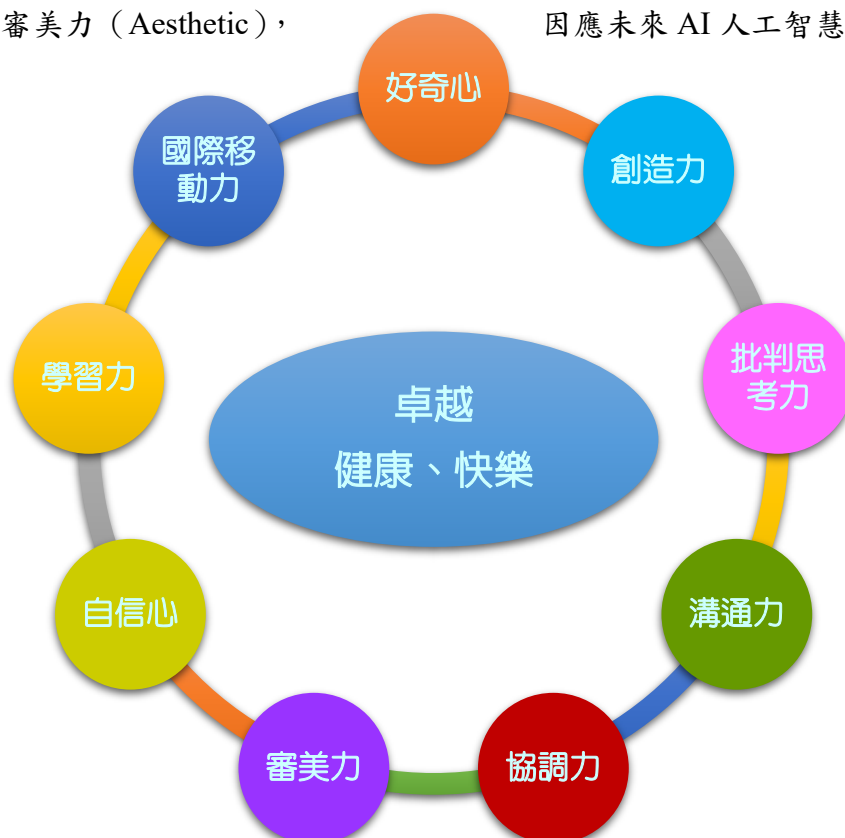 審美力（Aesthetic），
因應未來 AI 人工智慧
好奇心
創造力
批判思
考力
溝通力
協調力
審美力
自信心
學習力
國際移
動力
卓越
健康、快樂